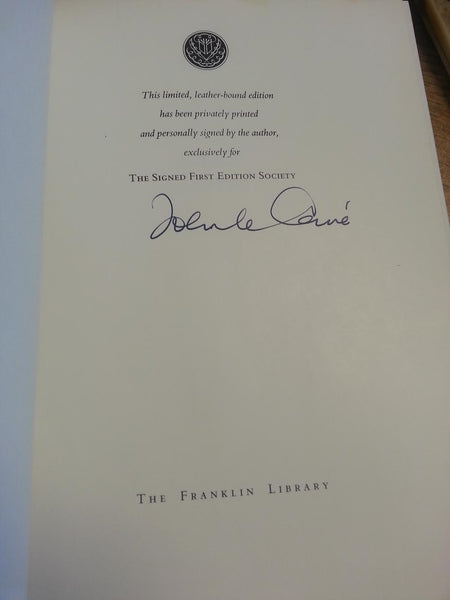 This limited, leather-bound edition
has been privately printed
and personally signed by the author,
exclusively for
THE SIGNED FIRST EDITION SOCIETY
John le Carré
THE FRANKLIN LIBRARY